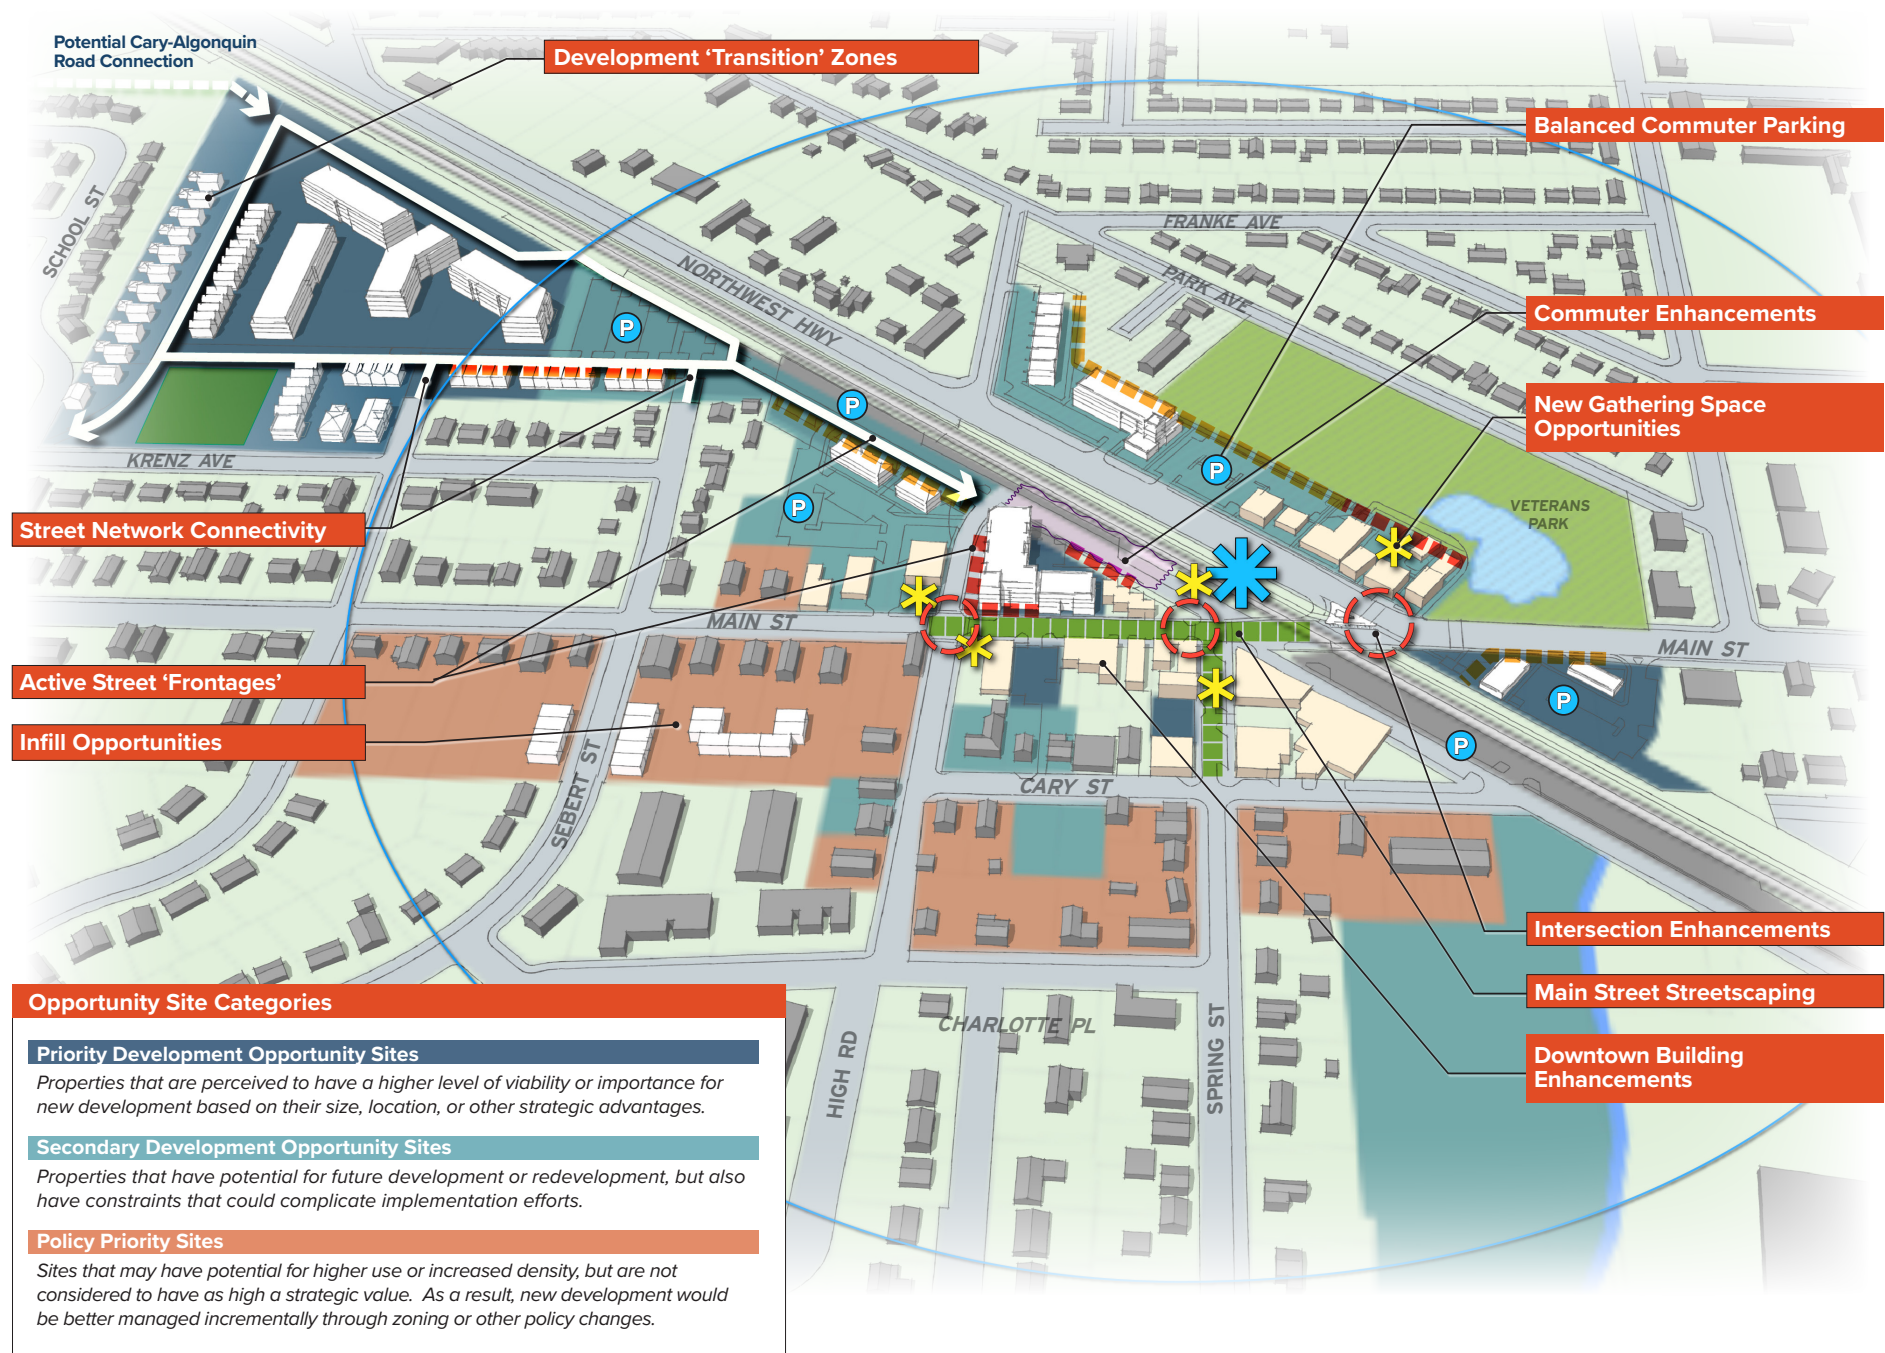 Potential Cary-Algonquin
Road Connection
Development ‘Transition’ Zones
Balanced Commuter Parking
FRANKE AVE
SCHOOL ST
NORTHWEST HWY
PARK AVE
Commuter Enhancements
P
P
New Gathering Space
Opportunities
KRENZ AVE
P
P
VETERANS
PARK
Street Network Connectivity
MAIN ST
MAIN ST
Active Street ‘Frontages’
P
Infill Opportunities
P
SEBERT ST
CARY ST
Intersection Enhancements
Main Street Streetscaping
CHARLOTTE PL
HIGH RD
SPRING ST
Downtown Building
Enhancements
Opportunity Site Categories
Priority Development Opportunity Sites
Properties that are perceived to have a higher level of viability or importance for
new development based on their size, location, or other strategic advantages.
Secondary Development Opportunity Sites
Properties that have potential for future development or redevelopment, but also
have constraints that could complicate implementation efforts.
Policy Priority Sites
Sites that may have potential for higher use or increased density, but are not
considered to have as high a strategic value.  As a result, new development would
be better managed incrementally through zoning or other policy changes.